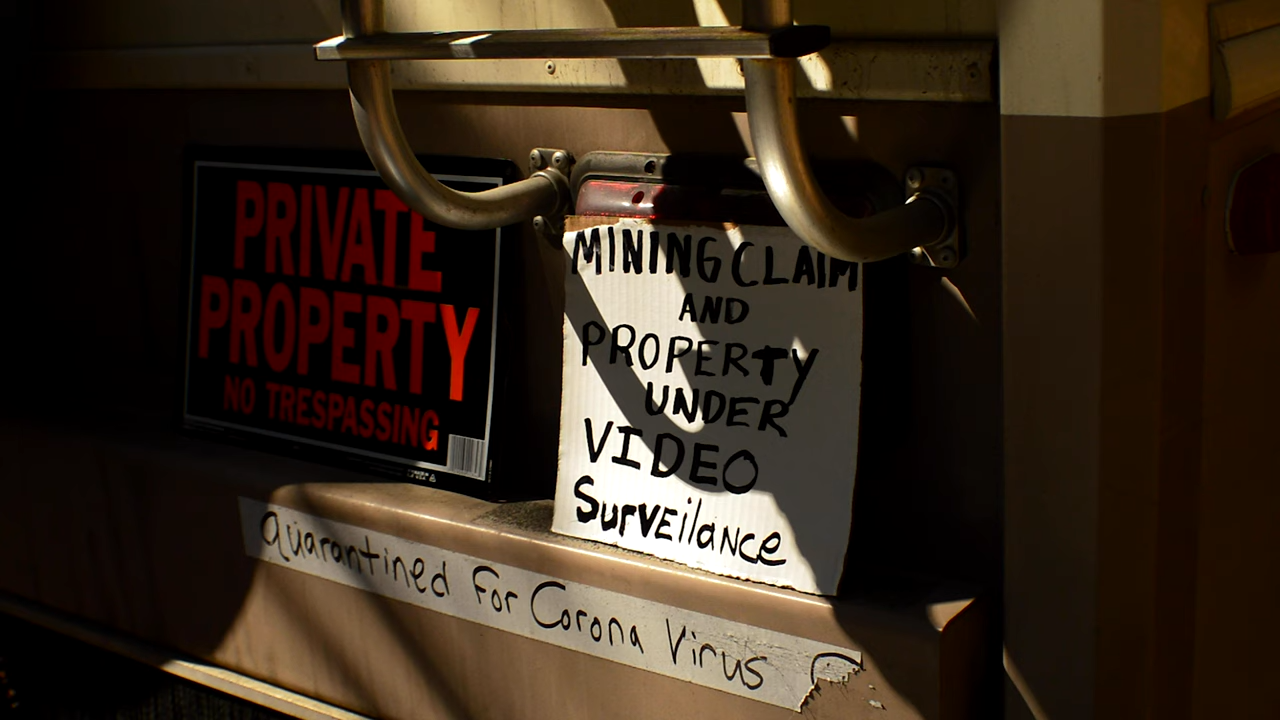 PRIVATE
PROPERTY
NO TRESPASSING
MINING CLAIM
AND
PROPERTY
UNDER
VIDEO
Surveilance
Quarantined For Corona Virus